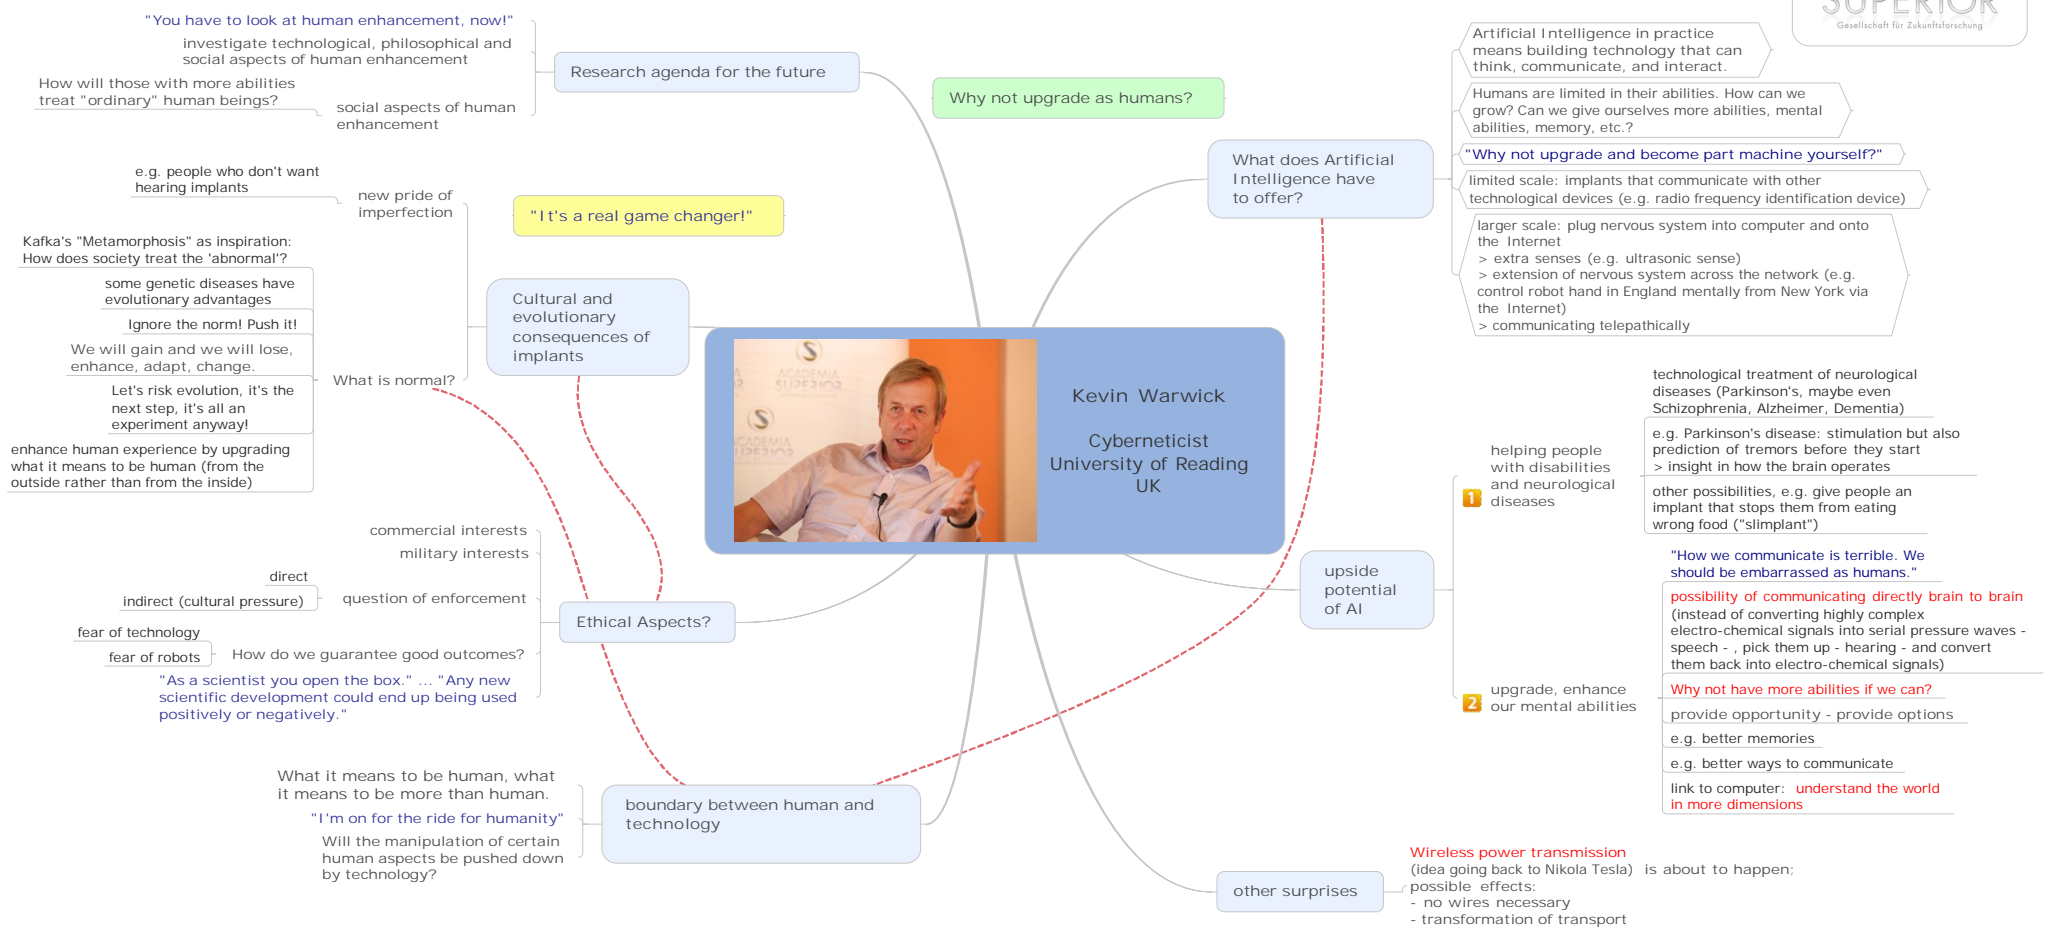 SUPERIOR
Gesellschaft für Zukunftsforschung
"You have to look at human enhancement, now!"
investigate technological, philosophical and
social aspects of human enhancement
How will those with more abilities
treat "ordinary" human beings?
social aspects of human
enhancement
Research agenda for the future
Why not upgrade as humans?
What does Artificial
Intelligence have
to offer?
Artificial Intelligence in practice
means building technology that can
think, communicate, and interact.
Humans are limited in their abilities. How can we
grow? Can we give ourselves more abilities, mental
abilities, memory, etc.?
"Why not upgrade and become part machine yourself?"
limited scale: implants that communicate with other
technological devices (e.g. radio frequency identification device)
larger scale: plug nervous system into computer and onto
the Internet
> extra senses (e.g. ultrasonic sense)
> extension of nervous system across the network (e.g.
control robot hand in England mentally from New York via
the Internet)
> communicating telepathically
e.g. people who don't want
hearing implants
new pride of
imperfection
"It's a real game changer!"
Kafka's "Metamorphosis" as inspiration:
How does society treat the 'abnormal'?
some genetic diseases have
evolutionary advantages
Ignore the norm! Push it!
We will gain and we will lose,
enhance, adapt, change.
Let's risk evolution, it's the
next step, it's all an
experiment anyway!
enhance human experience by upgrading
what it means to be human (from the
outside rather than from the inside)
What is normal?
Cultural and
evolutionary
consequences of
implants
ACADEMIA
SUPERIOR
ACADEMIA
SUPERIOR
Kevin Warwick
Cyberneticist
University of Reading
UK
technological treatment of neurological
diseases (Parkinson's, maybe even
Schizophrenia, Alzheimer, Dementia)
e.g. Parkinson's disease: stimulation but also
prediction of tremors before they start
> insight in how the brain operates
other possibilities, e.g. give people an
implant that stops them from eating
wrong food ("slimplant")
1
helping people
with disabilities
and neurological
diseases
upside
potential
of AI
"How we communicate is terrible. We
should be embarrassed as humans."
possibility of communicating directly brain to brain
(instead of converting highly complex
electro-chemical signals into serial pressure waves -
speech - , pick them up - hearing - and convert
them back into electro-chemical signals)
Why not have more abilities if we can?
provide opportunity - provide options
e.g. better memories
e.g. better ways to communicate
link to computer: understand the world
in more dimensions
2
upgrade, enhance
our mental abilities
commercial interests
military interests
direct
indirect (cultural pressure)
question of enforcement
fear of technology
fear of robots
How do we guarantee good outcomes?
"As a scientist you open the box." ... "Any new
scientific development could end up being used
positively or negatively."
Ethical Aspects?
What it means to be human, what
it means to be more than human.
"I'm on for the ride for humanity"
Will the manipulation of certain
human aspects be pushed down
by technology?
boundary between human and
technology
other surprises
Wireless power transmission
(idea going back to Nikola Tesla) is about to happen;
possible effects:
- no wires necessary
- transformation of transport